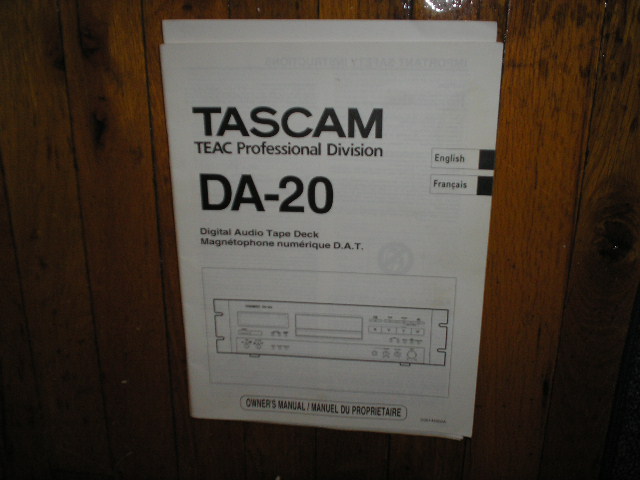 TASCAM
TEAC Professional Division
English
Français
DA-20
Digital Audio Tape Deck
Magnétophone numérique D.A.T.
OWNER'S MANUAL / MANUEL DU PROPRIETAIRE